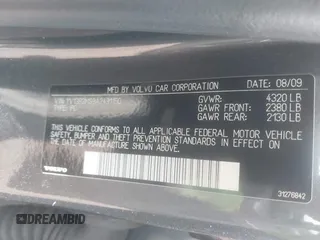 MFD BY VOLVO CAR CORPORATION DATE 08/09
GVWR: 4320 LB
GAWR FRONT: 2380 LB
GAWR REAR: 2130 LB
THIS VEHICLE CONFORMS TO ALL APPLICABLE FEDERAL MOTOR VEHICLE
SAFETY, BUMPER AND THEFT PREVENTION STANDARDS IN EFFECT ON THE
DATE OF MANUFACTURE SHOWN ABOVE.
VOLVO
31276842
DREAMBID